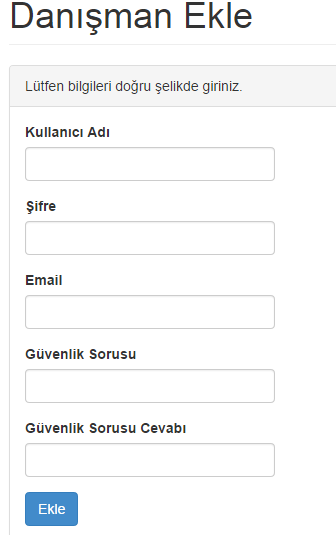 Danışman Ekle
Lütfen bilgileri doğru şelikde giriniz.
Kullanıcı Adı
Şifre
Email
Güvenlik Sorusu
Güvenlik Sorusu Cevabı
Ekle